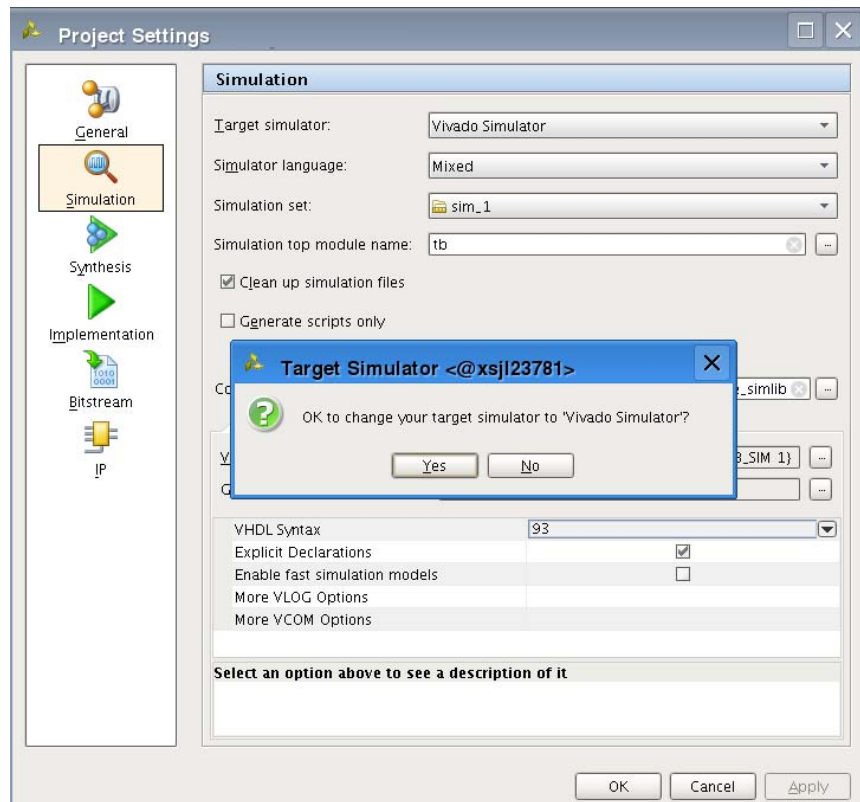 Project Settings
General
Simulation
Synthesis
Implementation
Bitstream
IP
Simulation
Target simulator: Vivado Simulator
Simulator language: Mixed
Simulation set: sim_1
Simulation top module name: tb
Clean up simulation files
Generate scripts only
Target Simulator <@xsjl23781>
OK to change your target simulator to 'Vivado Simulator'?
Yes No
VHDL Syntax 93
Explicit Declarations
Enable fast simulation models
More VLOG Options
More VCOM Options
Select an option above to see a description of it
OK Cancel Apply